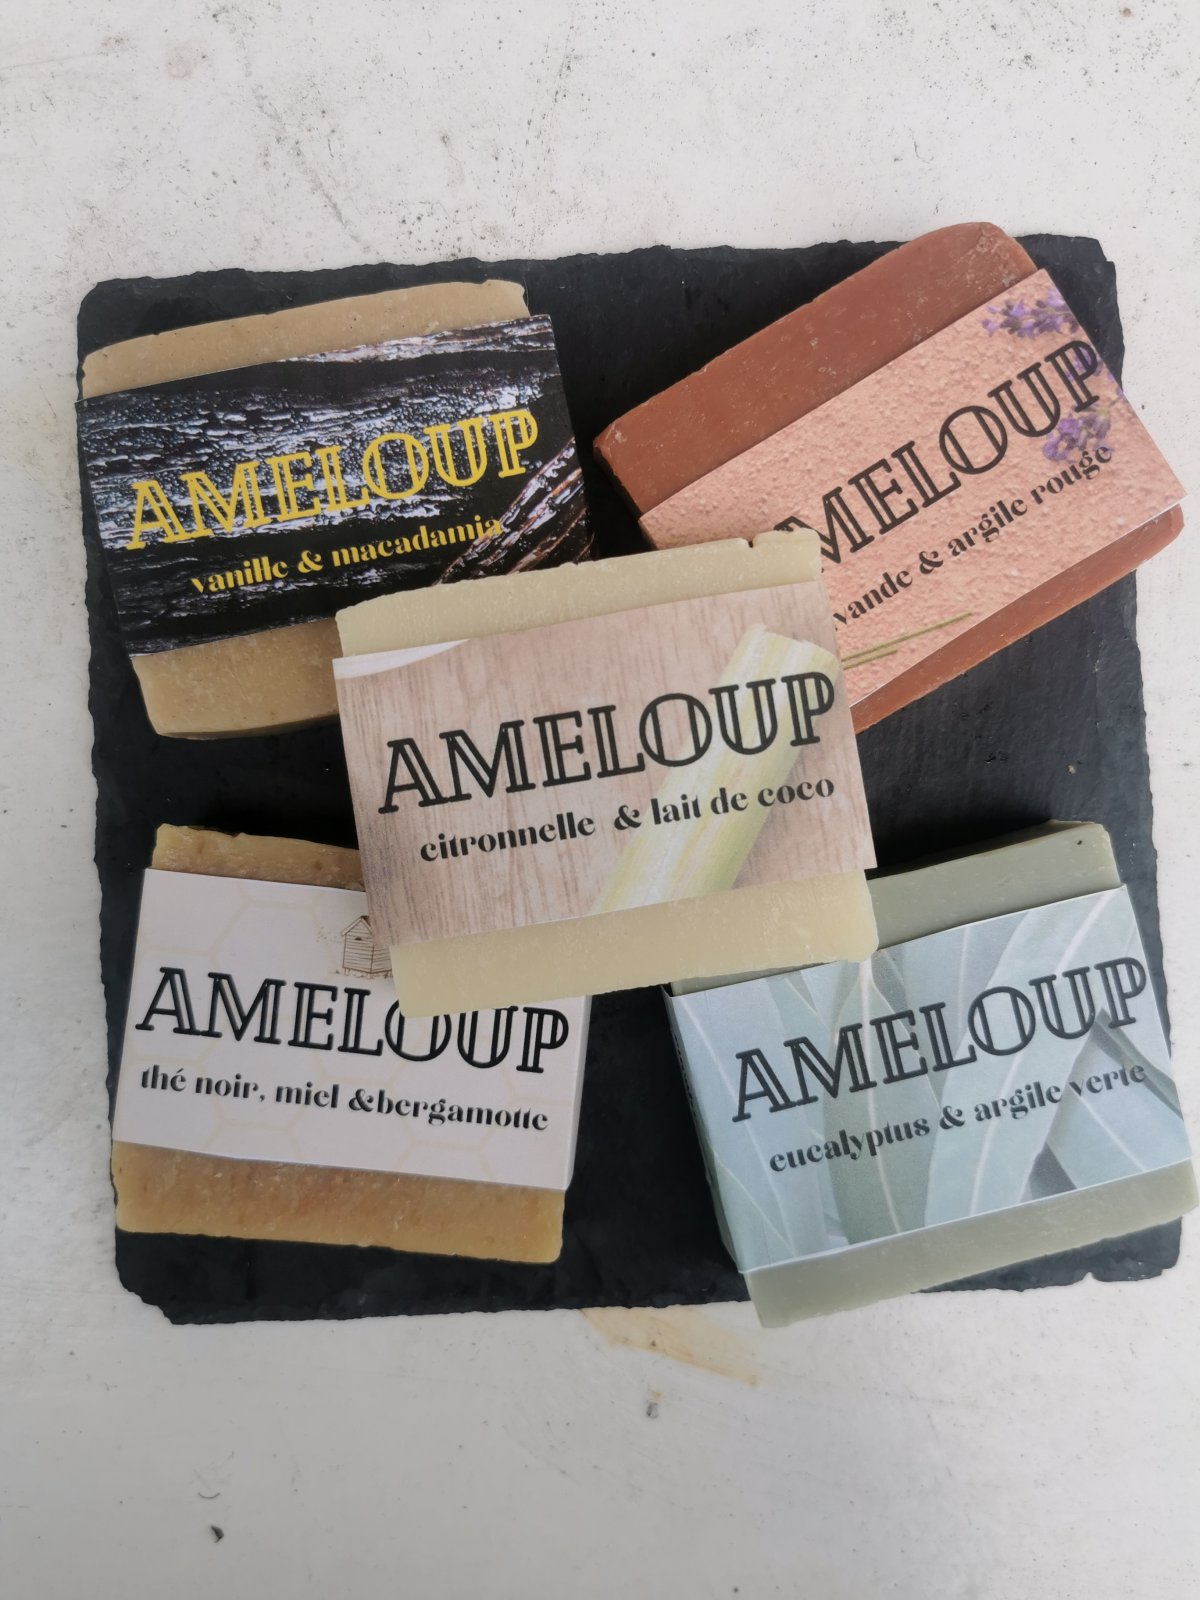 AMELOUP
vanille & macadamia
MELOUP
vande & argile rouge
AMELOUP
citronnelle & lait de coco
AMELOUP
thé noir, miel &bergamotte
AMELOUP
eucalyptus & argile verte